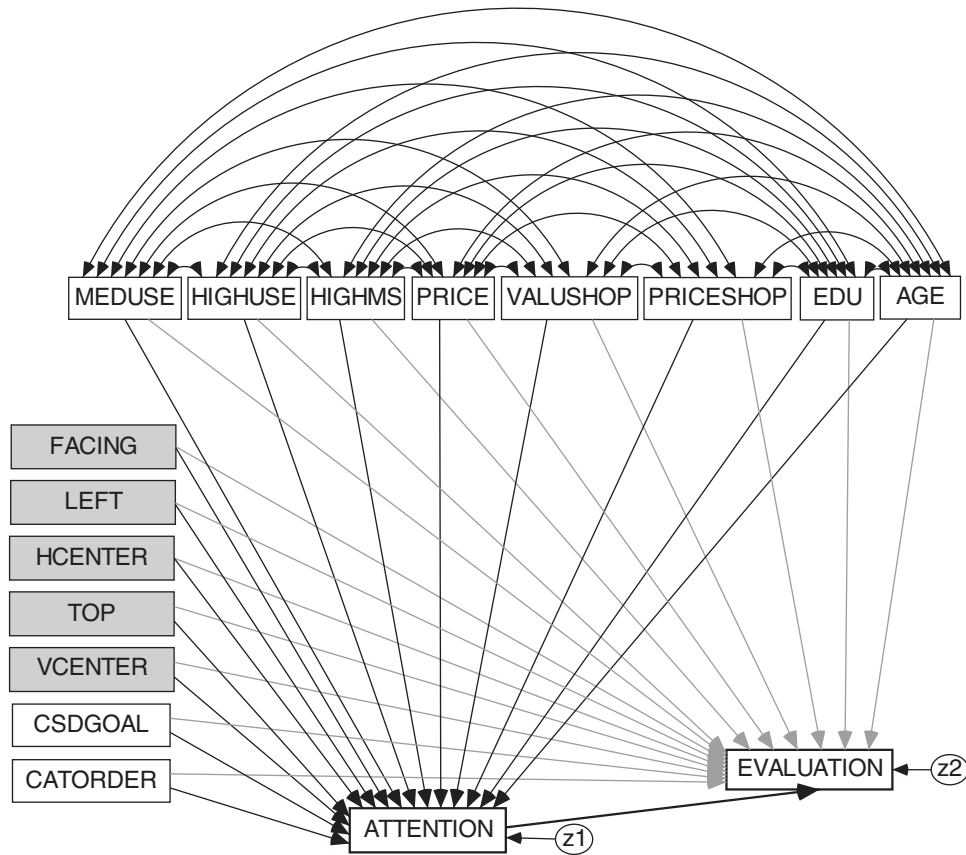 MEDUSE HIGHUSE HIGHMS PRICE VALUSHOP PRICESHOP EDU AGE
FACING
LEFT
HCENTER
TOP
VCENTER
CSDGOAL
CATORDER
EVALUATION z2
ATTENTION z1